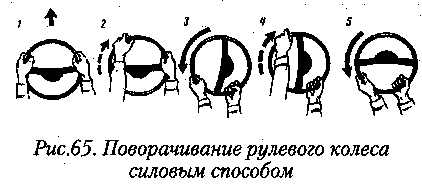 1 2 3 4 5
Рис.65. Поворачивание рулевого колеса
силовым способом